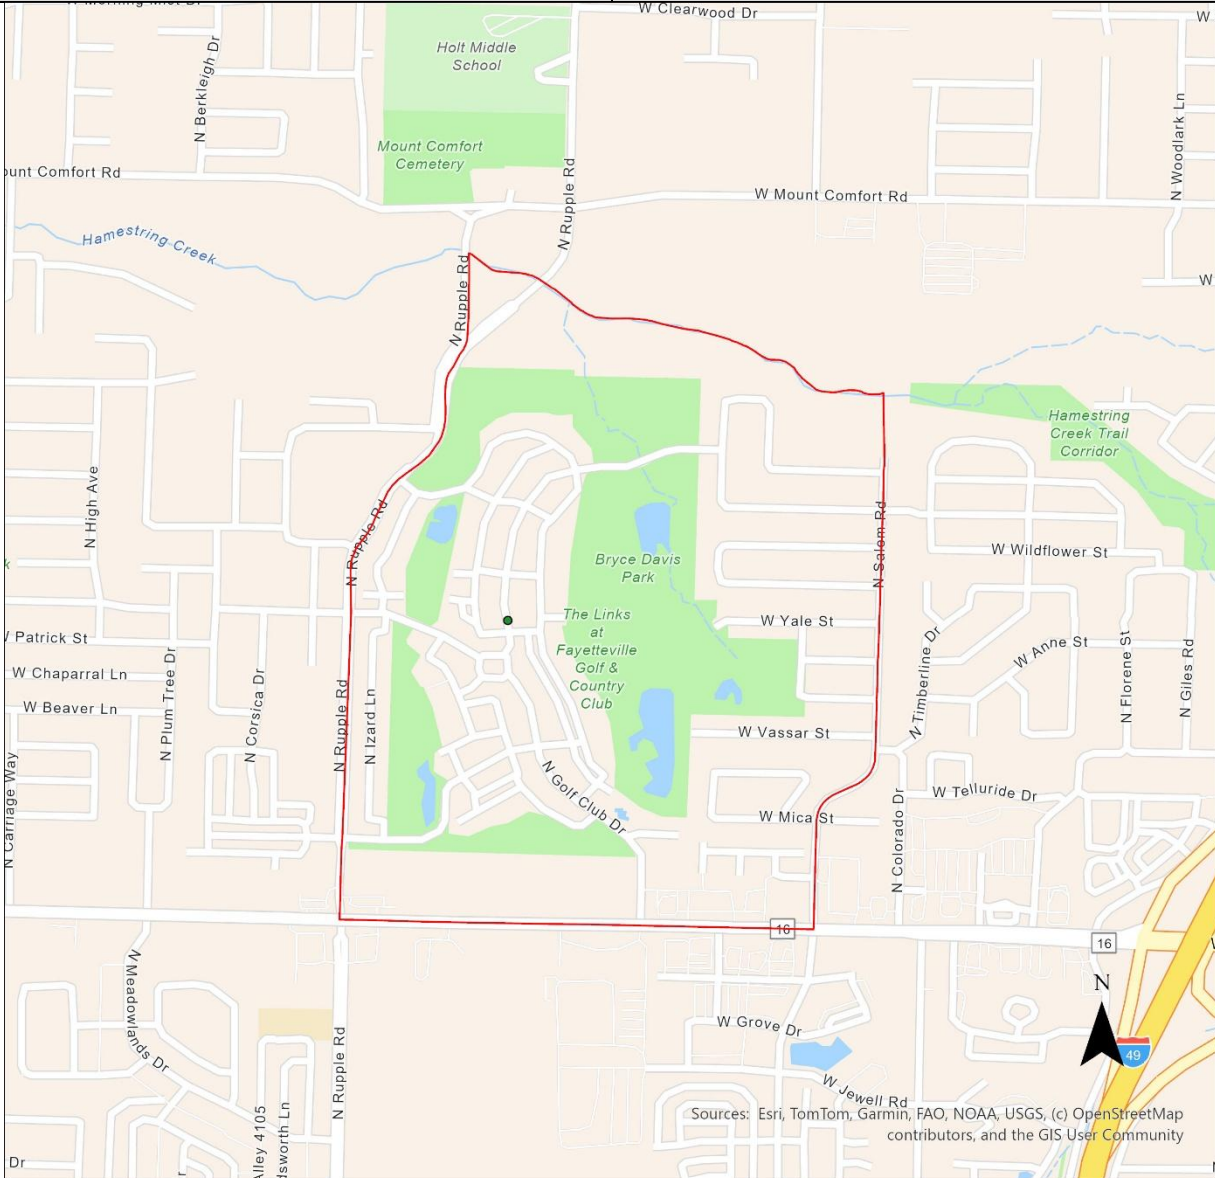 W Clearwood Dr
W
Holt Middle
School
N Berkleigh Dr
N Woodlark Ln
Mount Comfort
Cemetery
ount Comfort Rd
N Rupple Rd
W Mount Comfort Rd
Hamestring Creek
N Rupple Rd
W
Hamestring
Creek Trail
Corridor
N High Ave
N Rupple Rd
N Salem Rd
W Wildflower St
k
Bryce Davis
Park
W Yale St
The Links
at
Fayetteville
Golf &
Country
Club
W Patrick St
W Chaparral Ln
W Beaver Ln
N Plum Tree Dr
N Corsica Dr
N Rupple Rd
N Izard Ln
N Timberline Dr
W Anne St
N Florene St
N Giles Rd
W Vassar St
N Carriage Way
N Golf Club Dr
W Mica St
W Telluride Dr
N Colorado Dr
16
16
N
N Meadowlands Dr
W Grove Dr
49
N Rupple Rd
W Jewell Rd
Alley 4105
dsworth Ln
Sources: Esri, TomTom, Garmin, FAO, NOAA, USGS, (c) OpenStreetMap
contributors, and the GIS User Community
Dr